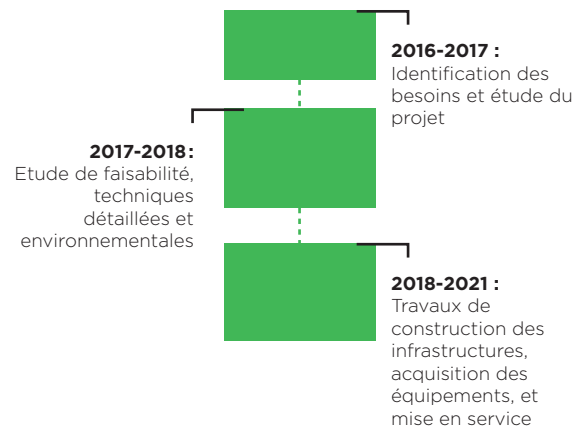 2016-2017 :
Identification des
besoins et étude du
projet
2017-2018 :
Etude de faisabilité,
techniques
détaillées et
environnementales
2018-2021 :
Travaux de
construction des
infrastructures,
acquisition des
équipements, et
mise en service